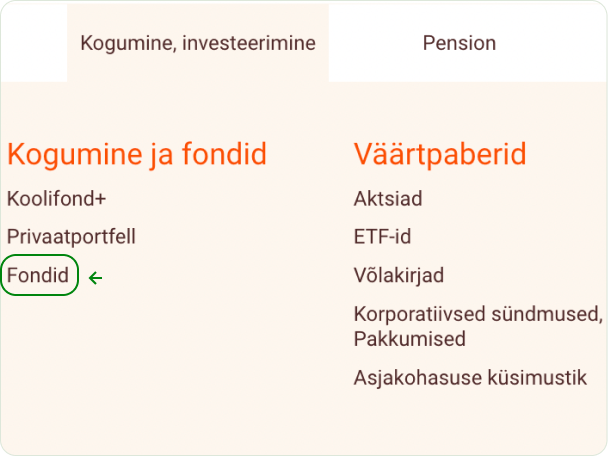 Kogumine, investeerimine
Pension
Kogumine ja fondid
Koolifond+
Privaatportfell
Fondid
Väärtpaberid
Aktsiad
ETF-id
Võlakirjad
Korporatiivsed sündmused,
Pakkumised
Asjakohasuse küsimustik